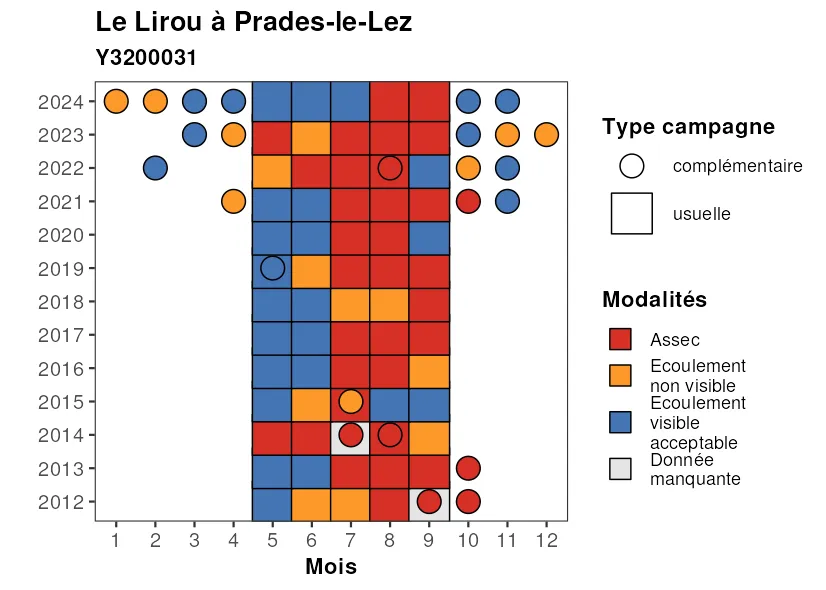 Le Lirou à Prades-le-Lez
Y3200031
2024
2023
2022
2021
2020
2019
2018
2017
2016
2015
2014
2013
2012
1 2 3 4 5 6 7 8 9 10 11 12
Mois
Type campagne
complémentaire
usuelle
Modalités
Assec
Ecoulement
non visible
Ecoulement
visible
acceptable
Donnée
manquante